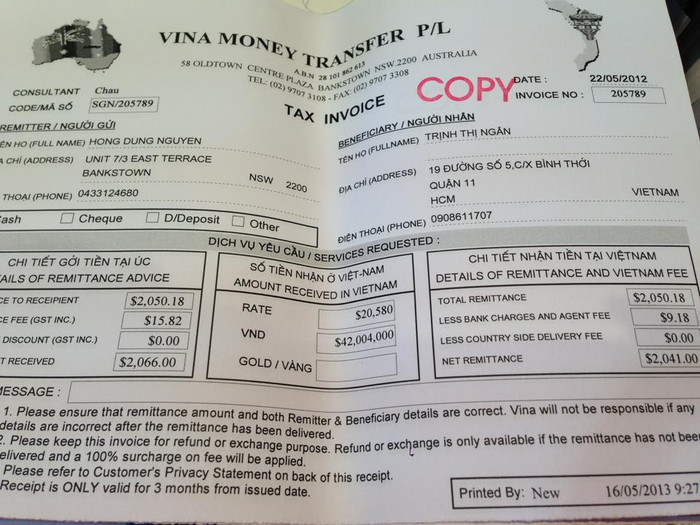 VINA MONEY TRANSFER P/L
A.B.N 28 101 862 613
58 OLDTOWN CENTRE PLAZA BANKSTOWN NSW.2200 AUSTRALIA
TEL: (02) 9707 3108 - FAX: (02) 9707 3308
CONSULTANT Chau
CODE/MÃ SỐ SGN/205789
TAX INVOICE
COPY
DATE : 22/05/2012
INVOICE NO : 205789
REMITTER / NGƯỜI GỬI
ÊN HỌ (FULL NAME) HONG DUNG NGUYEN
A CHỈ (ADDRESS) UNIT 7/3 EAST TERRACE
BANKSTOWN
NSW 2200
THOẠI (PHONE) 0433124680
BENEFICIARY / NGƯỜI NHẬN
TÊN HỌ (FULLNAME) TRỊNH THỊ NGÂN
ĐỊA CHỈ (ADDRESS) 19 ĐƯỜNG SỐ 5,C/X BÌNH THỚI
QUẬN 11
HCM VIETNAM
ĐIỆN THOẠI (PHONE) 0908611707
ash Cheque D/Deposit Other
DỊCH VỤ YÊU CẦU / SERVICES REQUESTED :
CHI TIẾT GỞI TIỀN TẠI ÚC
AILS OF REMITTANCE ADVICE
CE TO RECEIPIENT $2,050.18
CE FEE (GST INC.) $15.82
DISCOUNT (GST INC.) $0.00
T RECEIVED $2,066.00
SỐ TIỀN NHẬN Ở VIỆT-NAM
AMOUNT RECEIVED IN VIETNAM
RATE $20,580
VND $42,004,000
GOLD / VÀNG
CHI TIẾT NHẬN TIỀN TẠI VIỆTNAM
DETAILS OF REMITTANCE AND VIETNAM FEE
TOTAL REMITTANCE $2,050.18
LESS BANK CHARGES AND AGENT FEE $9.18
LESS COUNTRY SIDE DELIVERY FEE $0.00
NET REMITTANCE $2,041.00
MESSAGE :
1. Please ensure that remittance amount and both Remitter & Beneficiary details are correct. Vina will not be responsible if any
details are incorrect after the remittance has been delivered.
2. Please keep this invoice for refund or exchange purpose. Refund or exchange is only available if the remittance has not bee
elivered and a 100% surcharge on fee will be applied.
Please refer to Customer's Privacy Statement on back of this receipt.
Receipt is ONLY valid for 3 months from issued date.
Printed By: New 16/05/2013 9:27